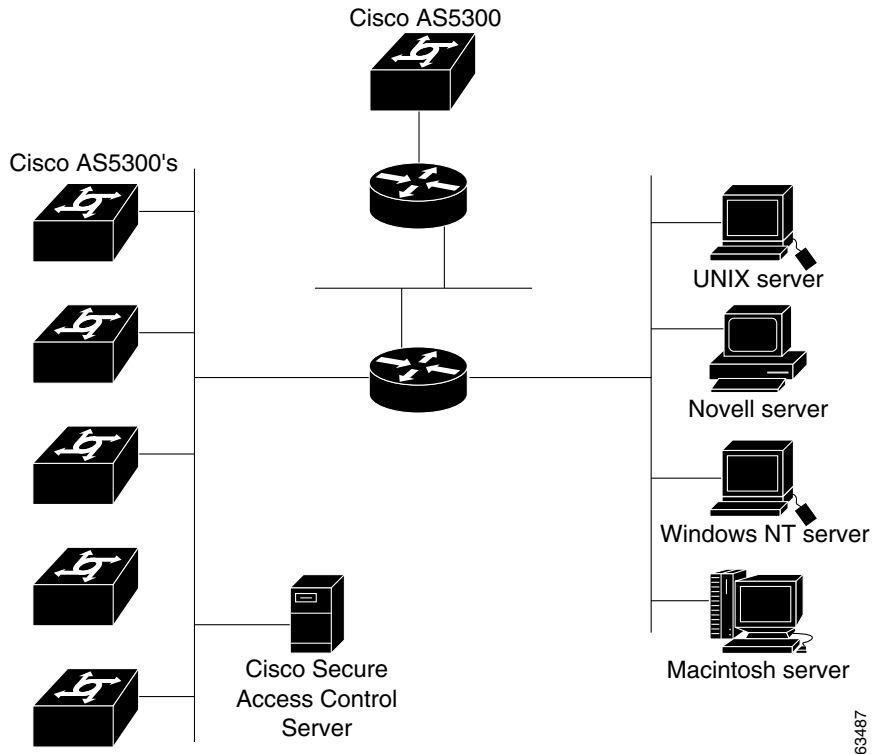 Cisco AS5300
Cisco AS5300's
UNIX server
Novell server
Windows NT server
Cisco Secure
Access Control
Server
Macintosh server
63487